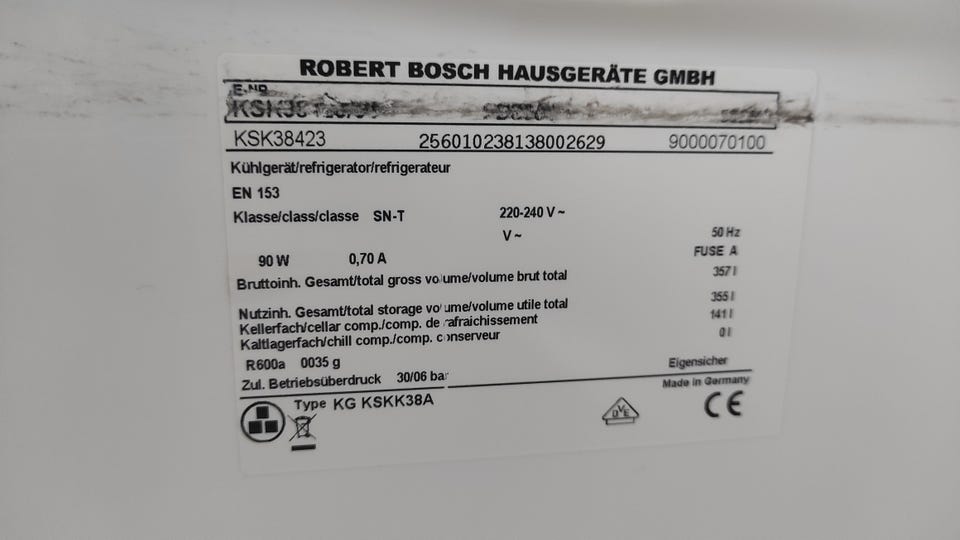 ROBERT BOSCH HAUSGERÄTE GMBH
E-NR
KSK38423 256010238138002629 9000070100
Kühlgerät/refrigerator/refrigerateur
EN 153
Klasse/class/classe SN-T 220-240 V ~
V ~ 50 Hz
90 W 0,70 A FUSE A
Bruttoinh. Gesamt/total gross volume/volume brut total 357 l
Nutzinh. Gesamt/total storage volume/volume utile total 355 l
Kellerfach/cellar comp./comp. de rafraichissement 141 l
Kaltlagerfach/chill comp./comp. conserveur 0 l
R600a 0035 g Eigensicher
Zul. Betriebsüberdruck 30/06 bar Made in Germany
Type KG KSKK38A DVE CE